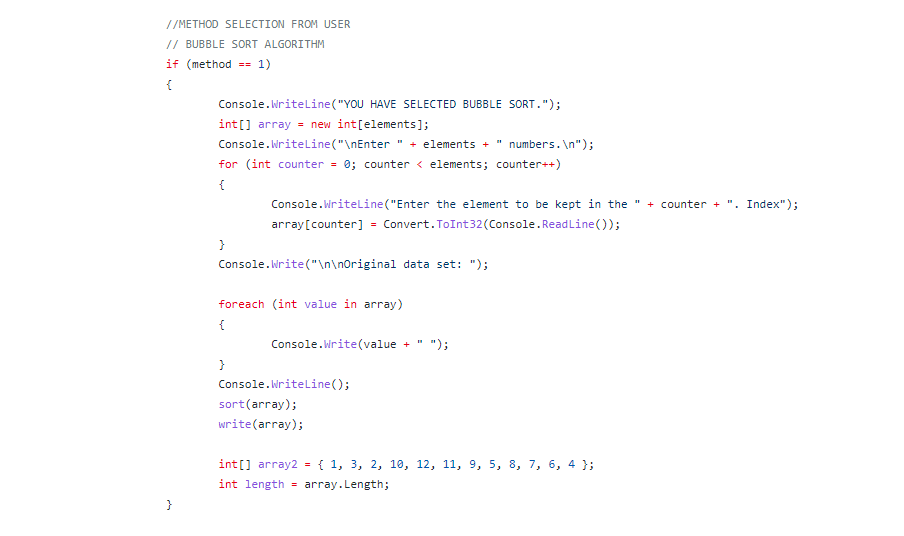 //METHOD SELECTION FROM USER
// BUBBLE SORT ALGORITHM
if (method == 1)
{
Console.WriteLine("YOU HAVE SELECTED BUBBLE SORT.");
int[] array = new int[elements];
Console.WriteLine("\nEnter " + elements + " numbers.\n");
for (int counter = 0; counter < elements; counter++)
{
Console.WriteLine("Enter the element to be kept in the " + counter + ". Index");
array[counter] = Convert.ToInt32(Console.ReadLine());
}
Console.Write("\n\nOriginal data set: ");
foreach (int value in array)
{
Console.Write(value + " ");
}
Console.WriteLine();
sort(array);
write(array);
int[] array2 = { 1, 3, 2, 10, 12, 11, 9, 5, 8, 7, 6, 4 };
int length = array.Length;
}